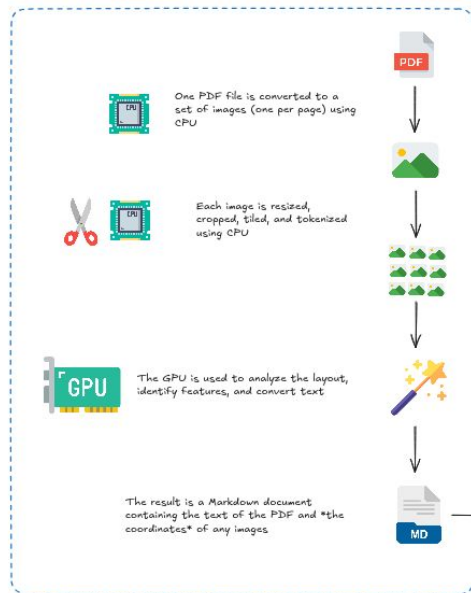 PDF
CPU
One PDF file is converted to a
set of images (one per page) using
CPU
CPU
Each image is resized,
cropped, tiled, and tokenized
using CPU
GPU
The GPU is used to analyze the layout,
identify features, and convert text
The result is a Markdown document
containing the text of the PDF and *the
coordinates* of any images
MD